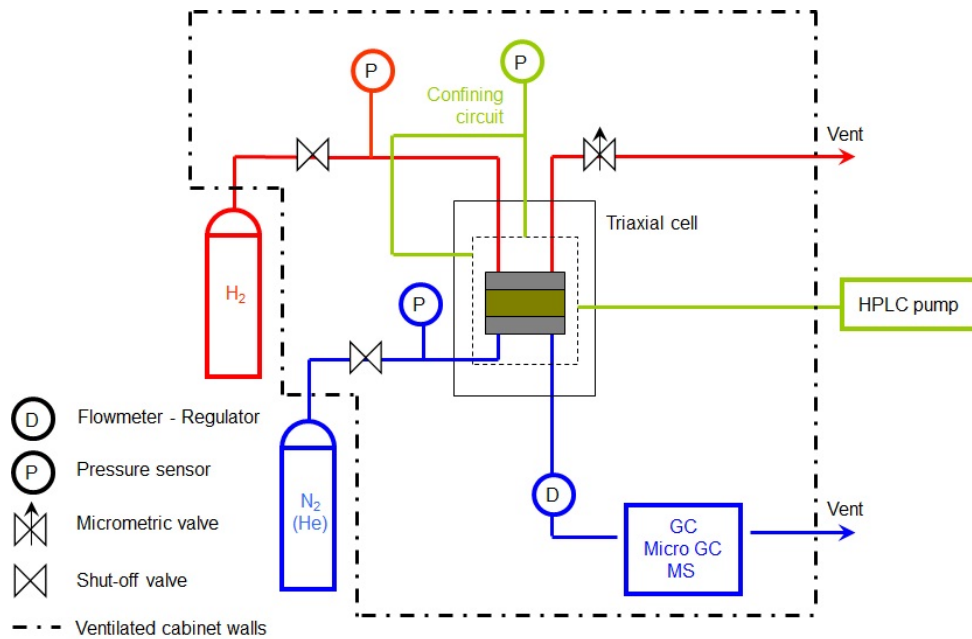 P
P
Confining
circuit
Vent
Triaxial cell
H2
P
HPLC pump
D Flowmeter - Regulator
P Pressure sensor
N2
(He)
D
Micrometric valve
GC
Micro GC
MS
Vent
Shut-off valve
Ventilated cabinet walls